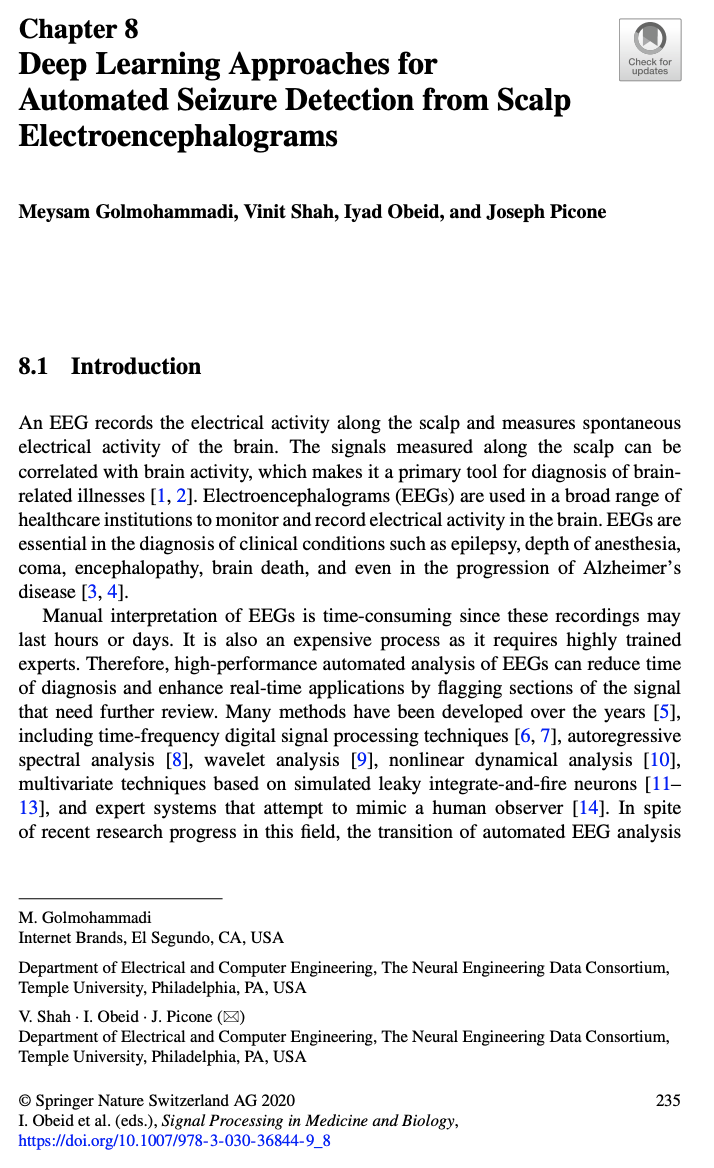 Chapter 8
Deep Learning Approaches for
Automated Seizure Detection from Scalp
Electroencephalograms
Check for
updates
Meysam Golmohammadi, Vinit Shah, Iyad Obeid, and Joseph Picone
8.1 Introduction
An EEG records the electrical activity along the scalp and measures spontaneous
electrical activity of the brain. The signals measured along the scalp can be
correlated with brain activity, which makes it a primary tool for diagnosis of brain-
related illnesses [1, 2]. Electroencephalograms (EEGs) are used in a broad range of
healthcare institutions to monitor and record electrical activity in the brain. EEGs are
essential in the diagnosis of clinical conditions such as epilepsy, depth of anesthesia,
coma, encephalopathy, brain death, and even in the progression of Alzheimer’s
disease [3, 4].
Manual interpretation of EEGs is time-consuming since these recordings may
last hours or days. It is also an expensive process as it requires highly trained
experts. Therefore, high-performance automated analysis of EEGs can reduce time
of diagnosis and enhance real-time applications by flagging sections of the signal
that need further review. Many methods have been developed over the years [5],
including time-frequency digital signal processing techniques [6, 7], autoregressive
spectral analysis [8], wavelet analysis [9], nonlinear dynamical analysis [10],
multivariate techniques based on simulated leaky integrate-and-fire neurons [11–
13], and expert systems that attempt to mimic a human observer [14]. In spite
of recent research progress in this field, the transition of automated EEG analysis
M. Golmohammadi
Internet Brands, El Segundo, CA, USA
Department of Electrical and Computer Engineering, The Neural Engineering Data Consortium,
Temple University, Philadelphia, PA, USA
V. Shah · I. Obeid · J. Picone (✉)
Department of Electrical and Computer Engineering, The Neural Engineering Data Consortium,
Temple University, Philadelphia, PA, USA
© Springer Nature Switzerland AG 2020 235
I. Obeid et al. (eds.), Signal Processing in Medicine and Biology,
https://doi.org/10.1007/978-3-030-36844-9_8